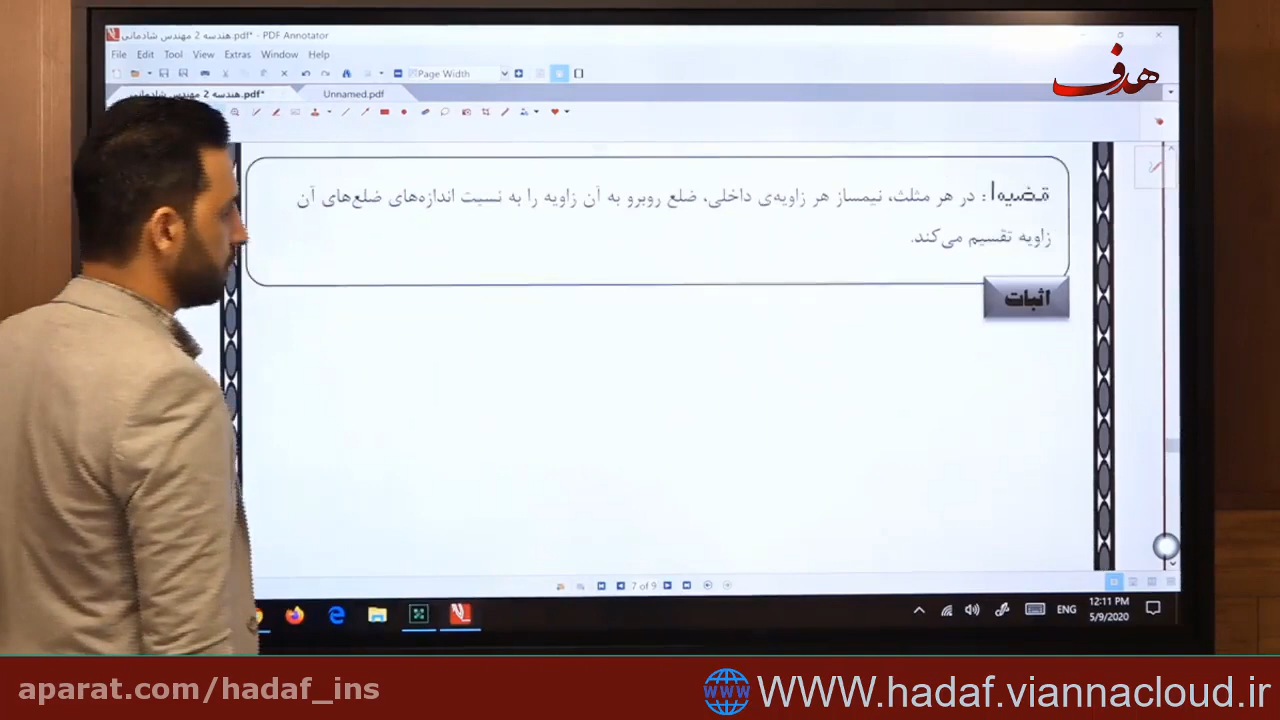 هندسه 2 مهندس شادمانی.pdf* - PDF Annotator
File Edit Tool View Extras Window Help
Page Width
هدف
هندسه 2 مهندس شادمانی.pdf* Unnamed.pdf
قضیه ۱: در هر مثلث، نیمساز هر زاویه‌ی داخلی، ضلع روبرو به آن زاویه را به نسبت اندازه‌های ضلع‌های آن
زاویه تقسیم می‌کند.
اثبات
7 of 9
ENG 12:11 PM
5/9/2020
aparat.com/hadaf_ins
WWW WWW.hadaf.viannacloud.ir